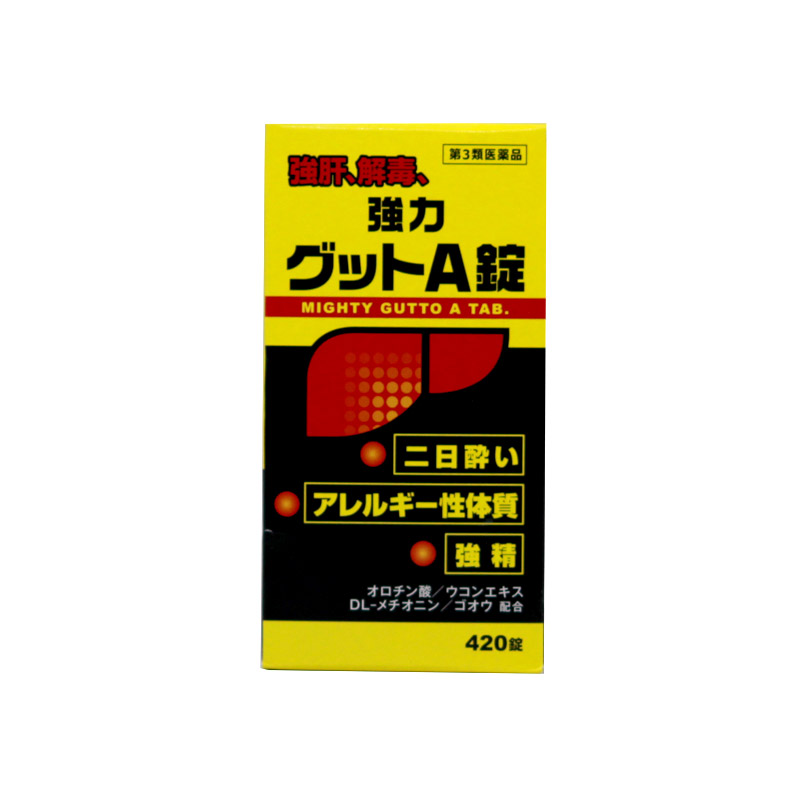 第3類医薬品
強肝、解毒、
強力
グットA錠
MIGHTY GUTTO A TAB.
二日酔い
アレルギー性体質
強精
オロチン酸／ウコンエキス
DL-メチオニン／ゴオウ 配合
420錠